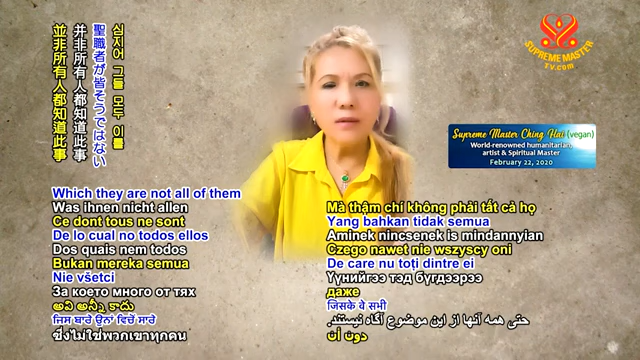 심지어 그들 모두 이를
聖職者が皆そうではない
并非所有人都知道此事
並非所有人都知道此事
SUPREME MASTER
TV.com
Supreme Master Ching Hai (vegan)
World-renowned humanitarian,
artist & Spiritual Master
February 22, 2020
Which they are not all of them
Was ihnen nicht allen
Ce dont tous ne sont
De lo cual no todos ellos
Dos quais nem todos
Bukan mereka semua
Nie všetci
За което много от тях
అవి అన్నీ కాదు
ਜਿਸ ਬਾਰੇ ਉਨਾਂ ਵਿਚੋਂ ਸਾਰੇ
ซึ่งไม่ใช่พวกเขาทุกคน
Mà thậm chí không phải tất cả họ
Yang bahkan tidak semua
Aminek nincsenek is mindannyian
Czego nawet nie wszyscy oni
De care nu toți dintre ei
Үүнийгээ тэд бүгдээрээ
даже
जिसके वे सभी
حتی همه آنها از این موضوع آگاه نیستند.
دون أن